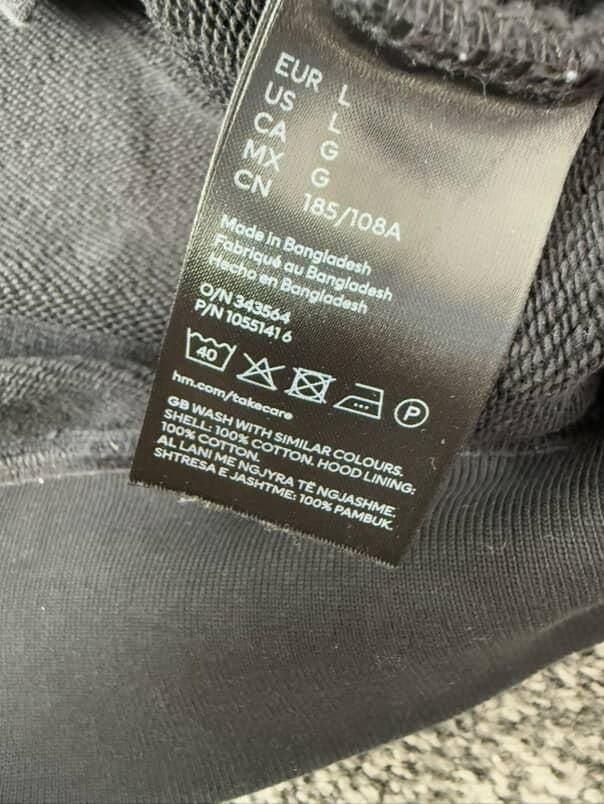 EUR L
US L
CA G
MX G
CN 185/108A
Made in Bangladesh
Fabriqué au Bangladesh
Hecho en Bangladesh
O/N 343564
P/N 10551416
40
P
hm.com/takecare
GB WASH WITH SIMILAR COLOURS.
SHELL: 100% COTTON. HOOD LINING:
100% COTTON.
AL LANI ME NGJYRA TË NGJASHME.
SHTRESA E JASHTME: 100% PAMBUK.